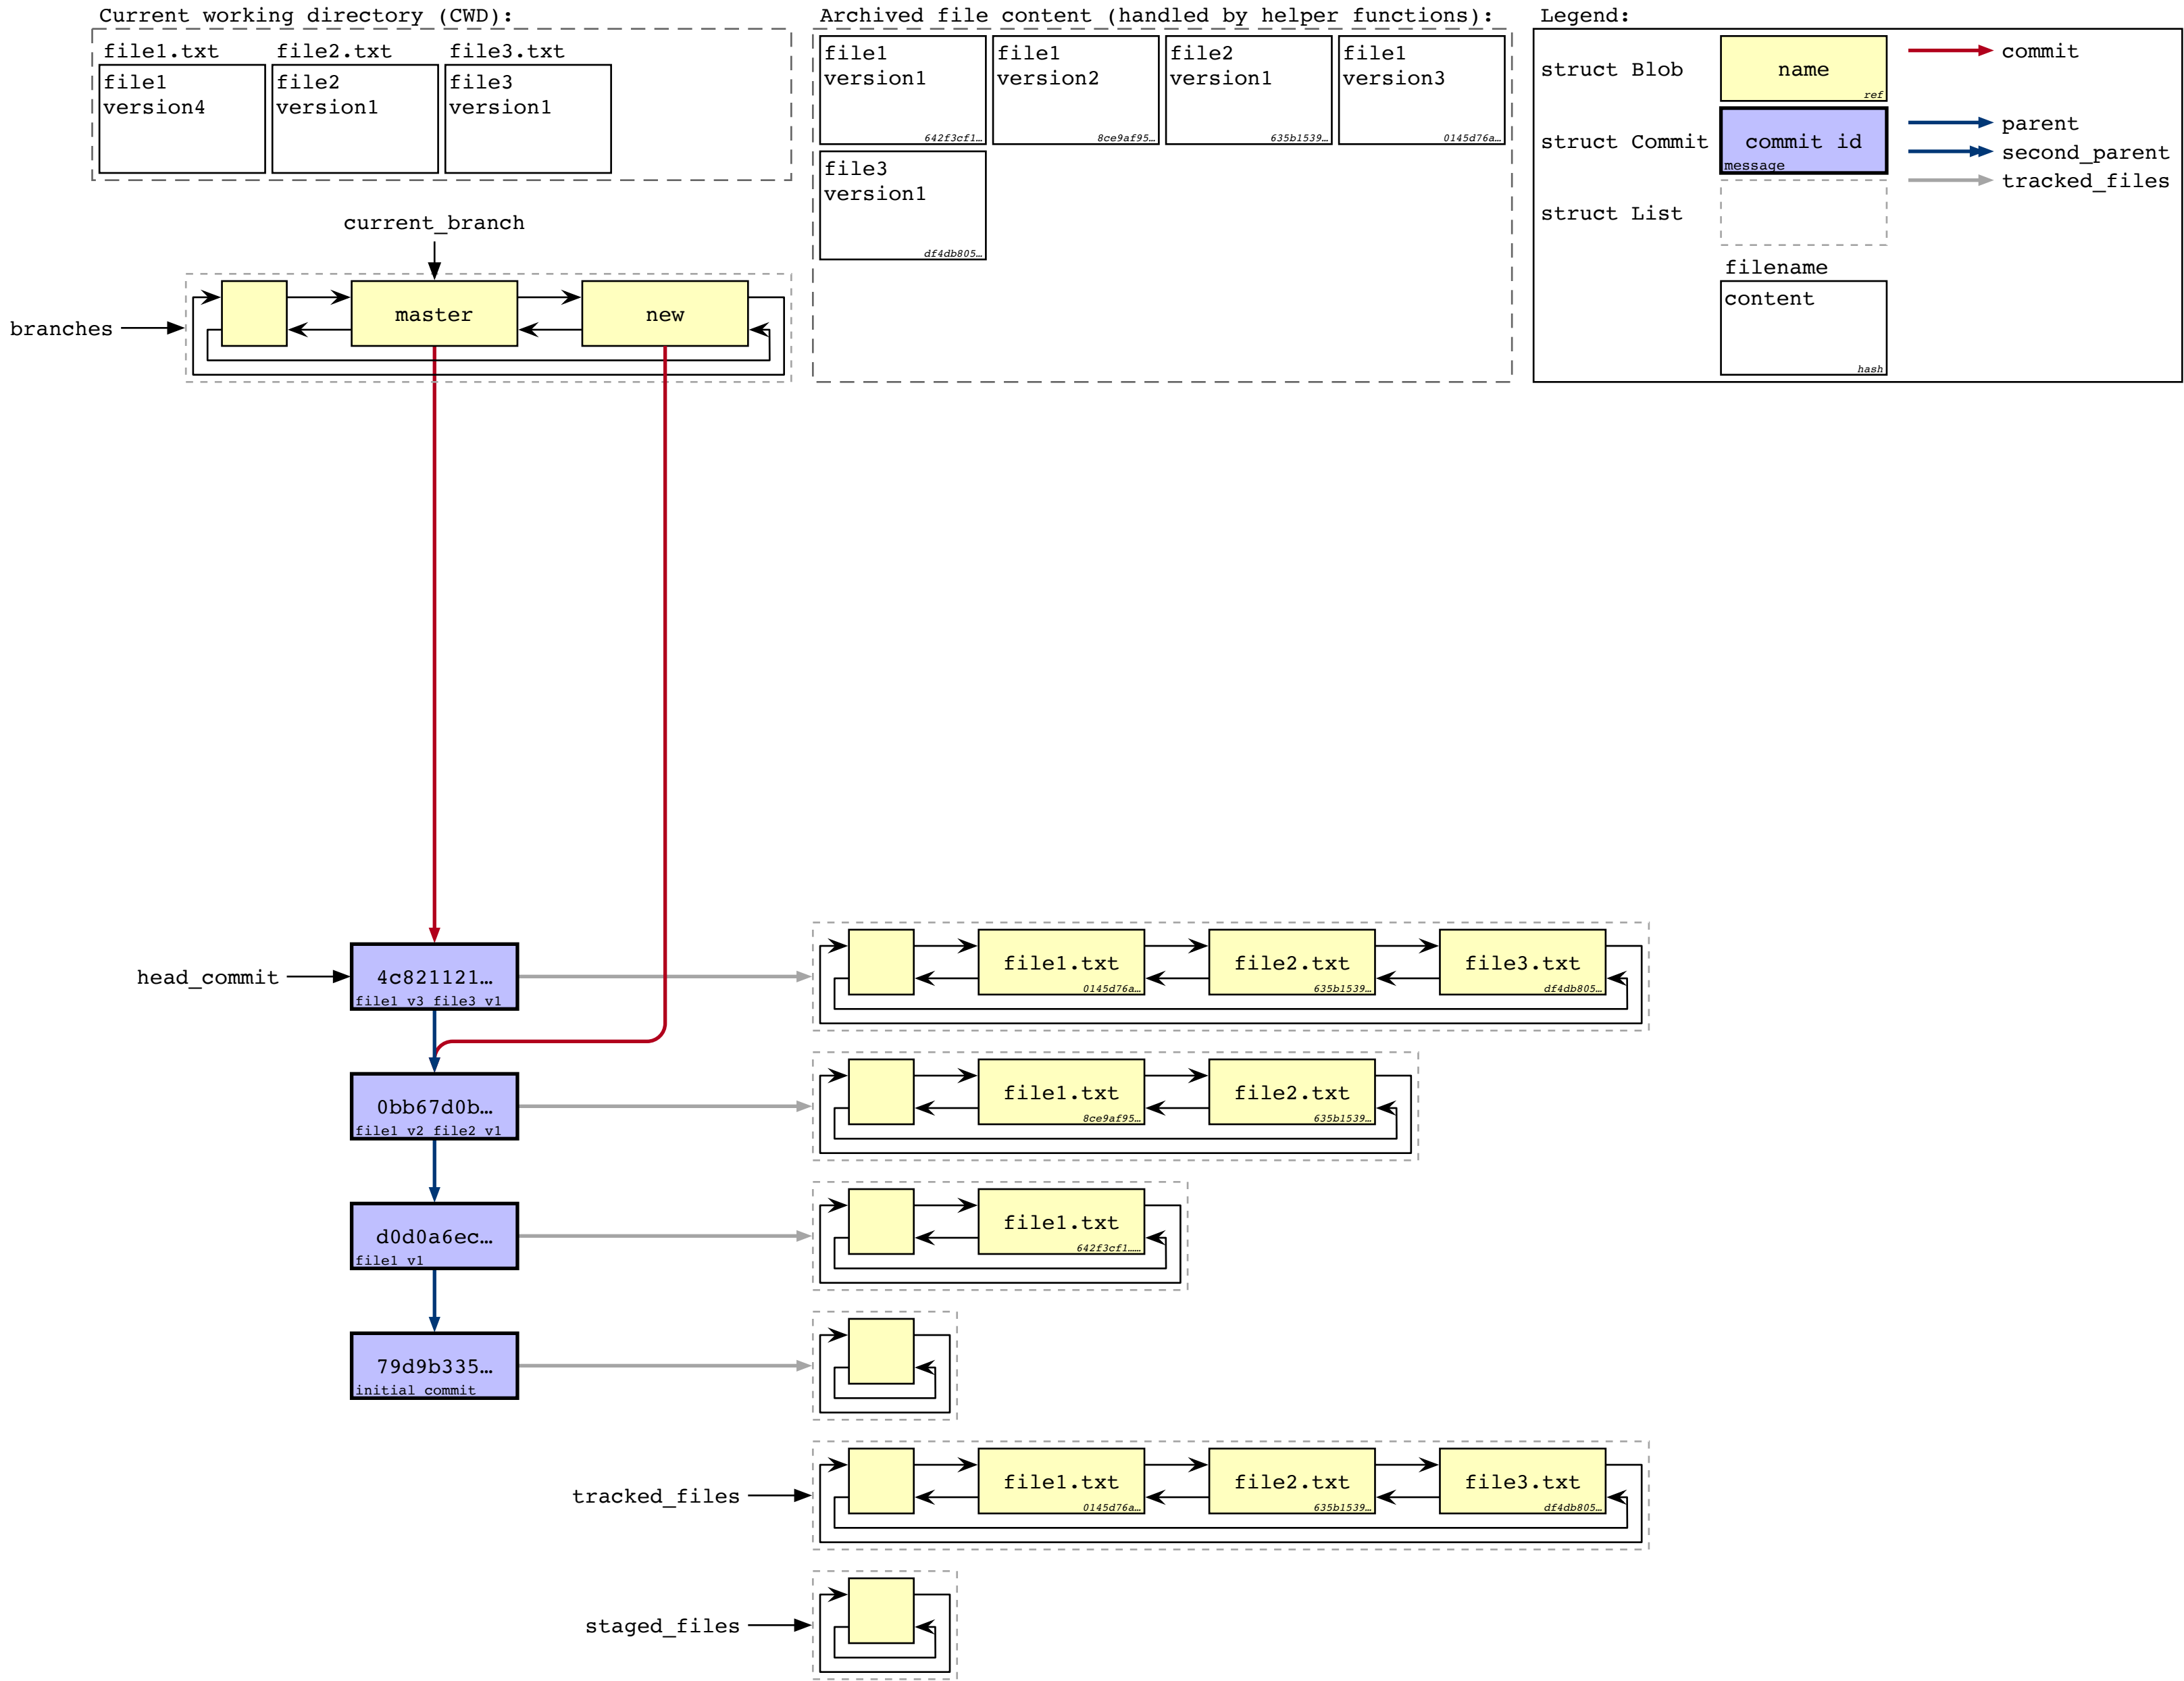 Current working directory (CWD):
file1.txt
file2.txt
file3.txt
file1
version4
file2
version1
file3
version1
Archived file content (handled by helper functions):
file1
version1
642f3cf1…
file1
version2
8ce9af95…
file2
version1
635b1539…
file1
version3
0145d76a…
file3
version1
df4db805…
Legend:
struct Blob
name
ref
struct Commit
commit id
message
struct List
filename
content
hash
commit
parent
second_parent
tracked_files
current_branch
branches
master
new
head_commit
4c821121…
file1 v3 file3 v1
file1.txt
0145d76a…
file2.txt
635b1539…
file3.txt
df4db805…
0bb67d0b…
file1 v2 file2 v1
file1.txt
8ce9af95…
file2.txt
635b1539…
d0d0a6ec…
file1 v1
file1.txt
642f3cf1……
79d9b335…
initial commit
tracked_files
file1.txt
0145d76a…
file2.txt
635b1539…
file3.txt
df4db805…
staged_files